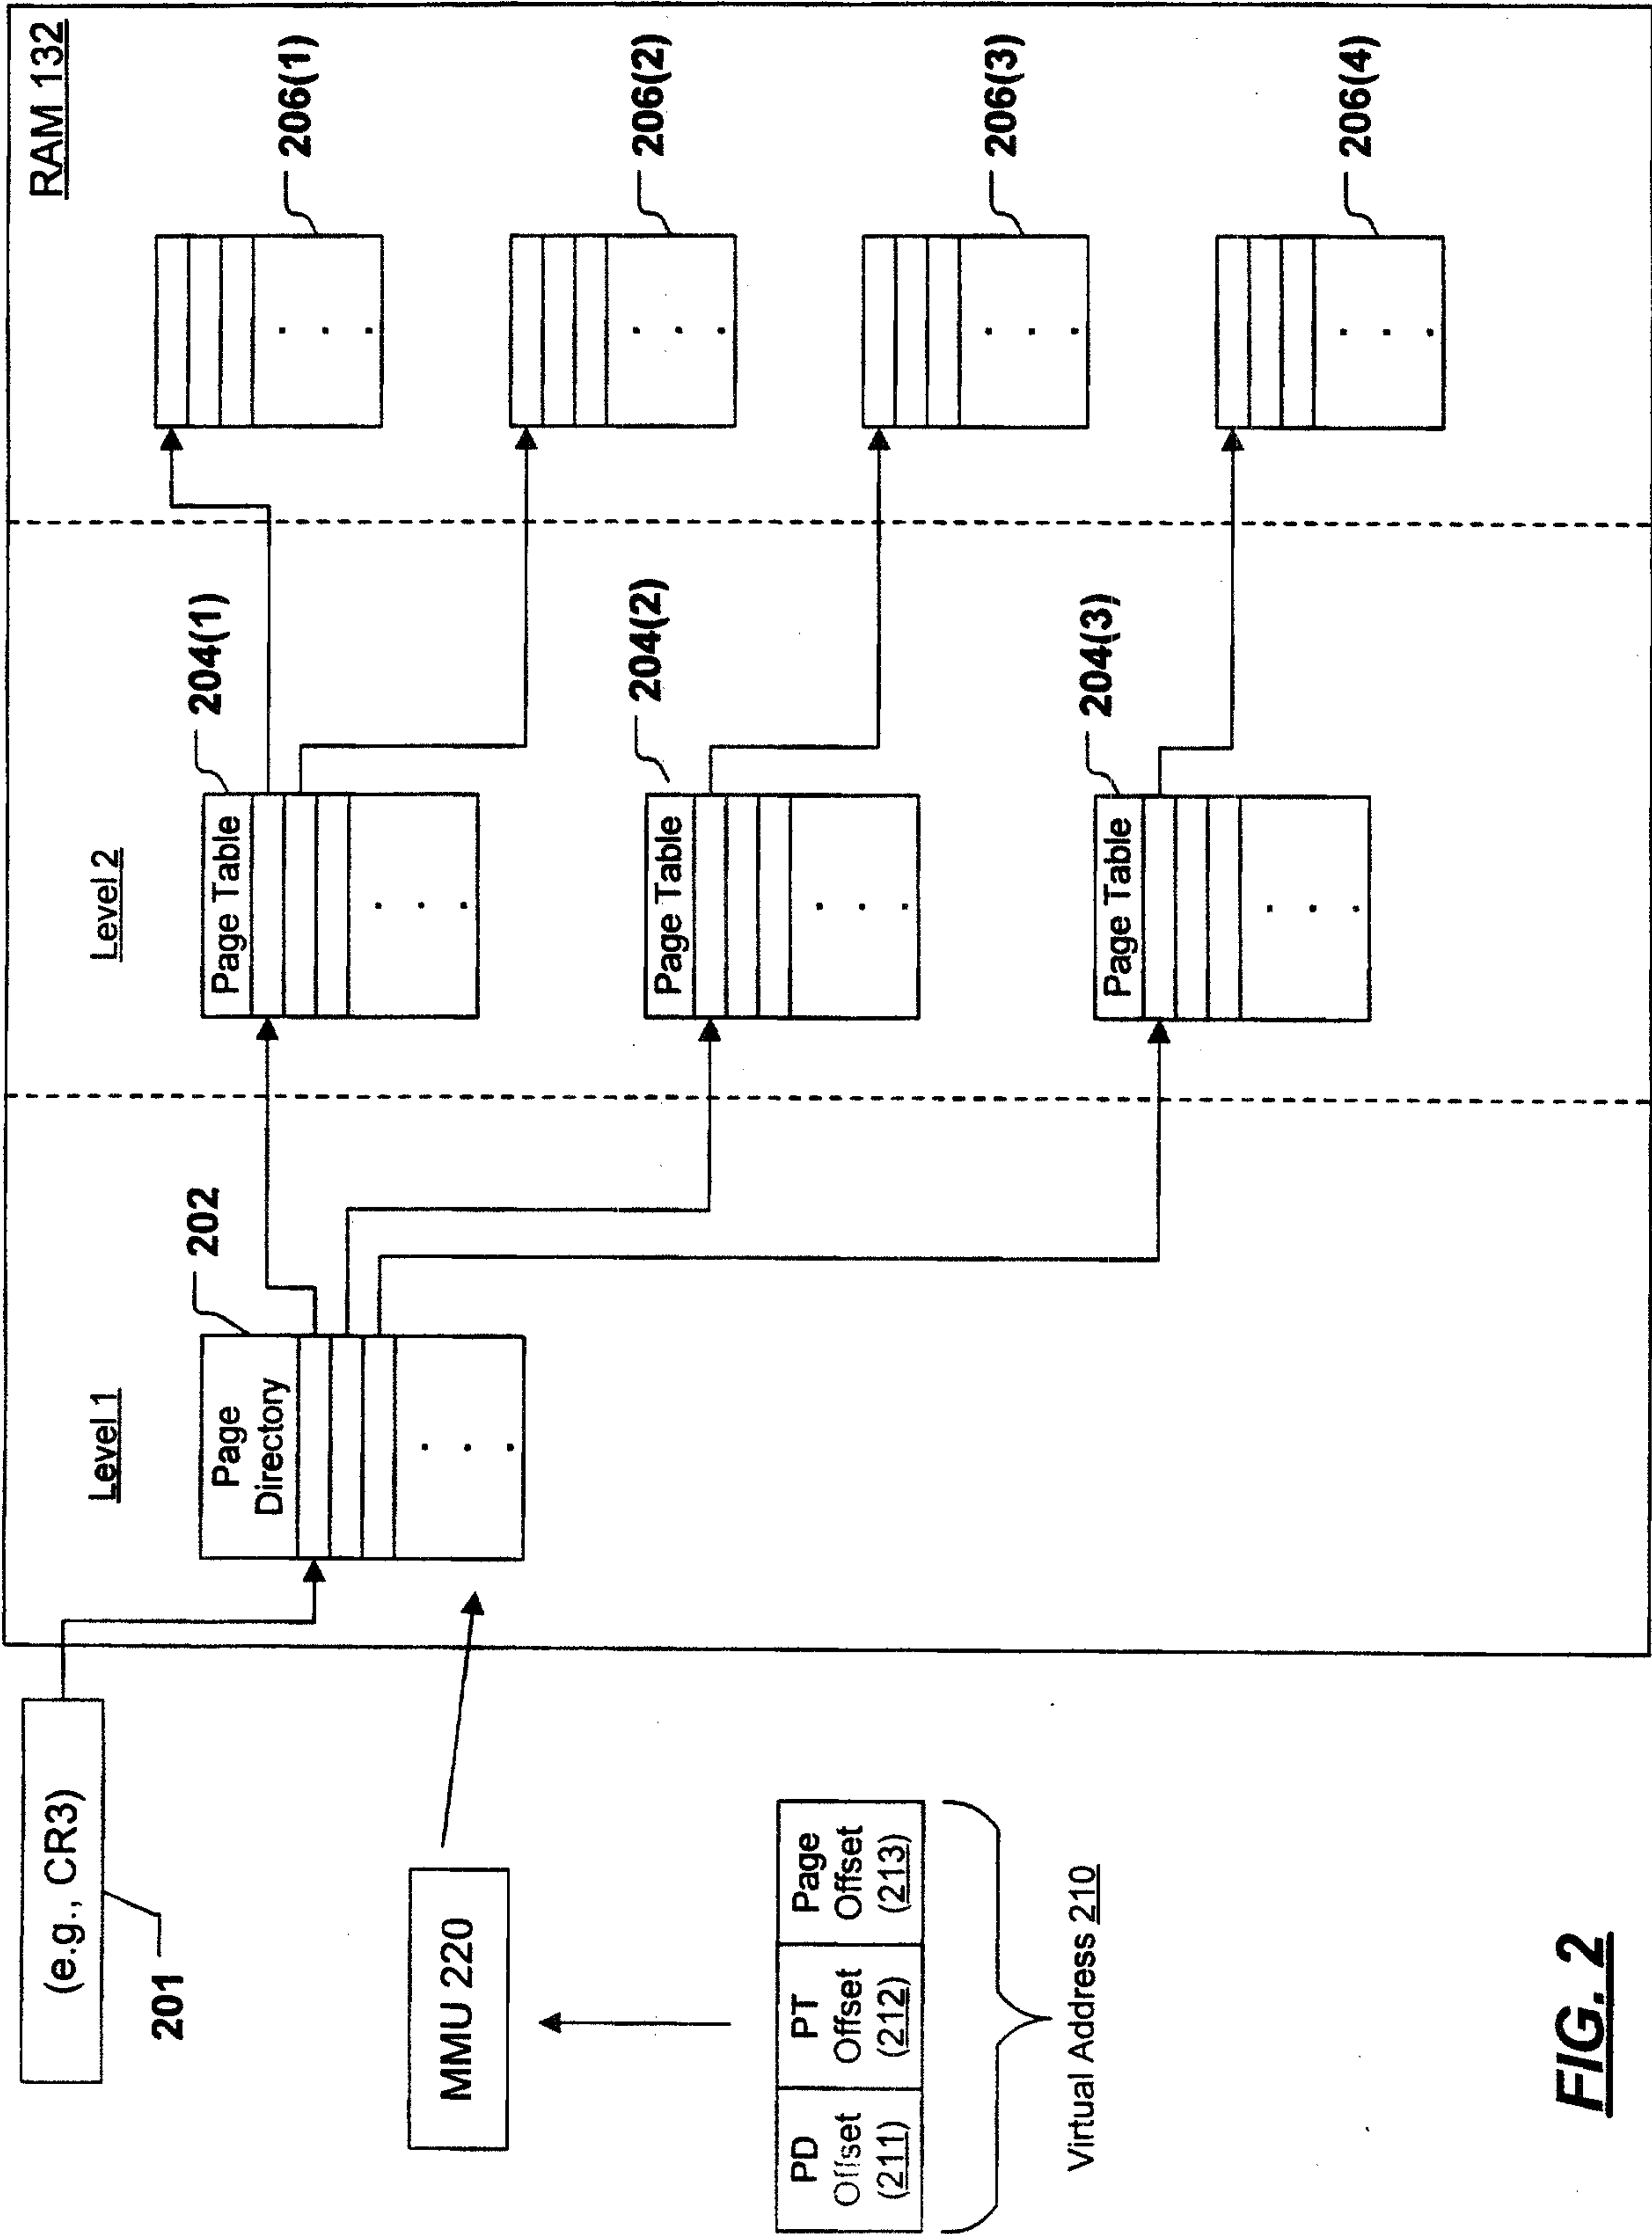 RAM 132
(e.g., CR3)
201
Level 1
Level 2
202
Page
Directory
204(1)
Page Table
206(1)
206(2)
204(2)
Page Table
206(3)
204(3)
Page Table
206(4)
MMU 220
PD
Offset
(211)
PT
Offset
(212)
Page
Offset
(213)
Virtual Address 210
FIG. 2